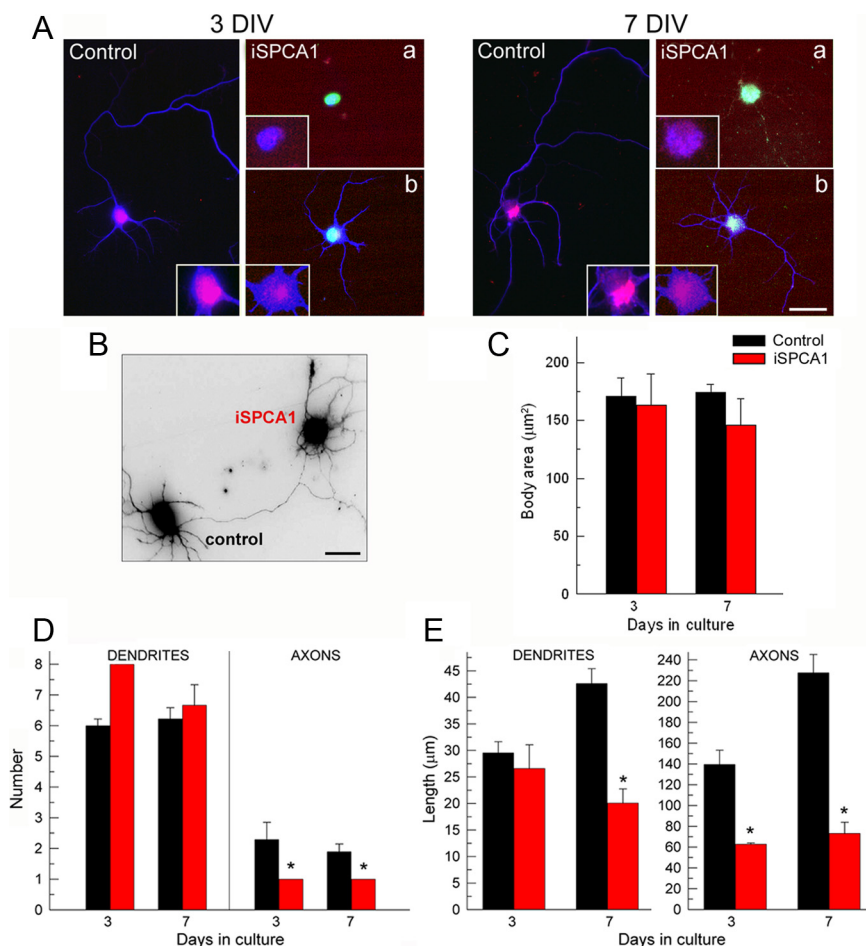 A
3 DIV
7 DIV
Control
iSPCA1
a
b
Control
iSPCA1
a
b
B
iSPCA1
control
C
Control
iSPCA1
200
175
150
125
100
75
50
25
0
Body area (μm²)
3
7
Days in culture
D
DENDRITES
AXONS
8
7
6
5
4
3
2
1
0
Number
*
*
3
7
3
7
Days in culture
E
DENDRITES
AXONS
45
40
35
30
25
20
15
10
5
0
Length (μm)
*
3
7
240
220
200
180
160
140
120
100
80
60
40
20
0
*
*
3
7
Days in culture